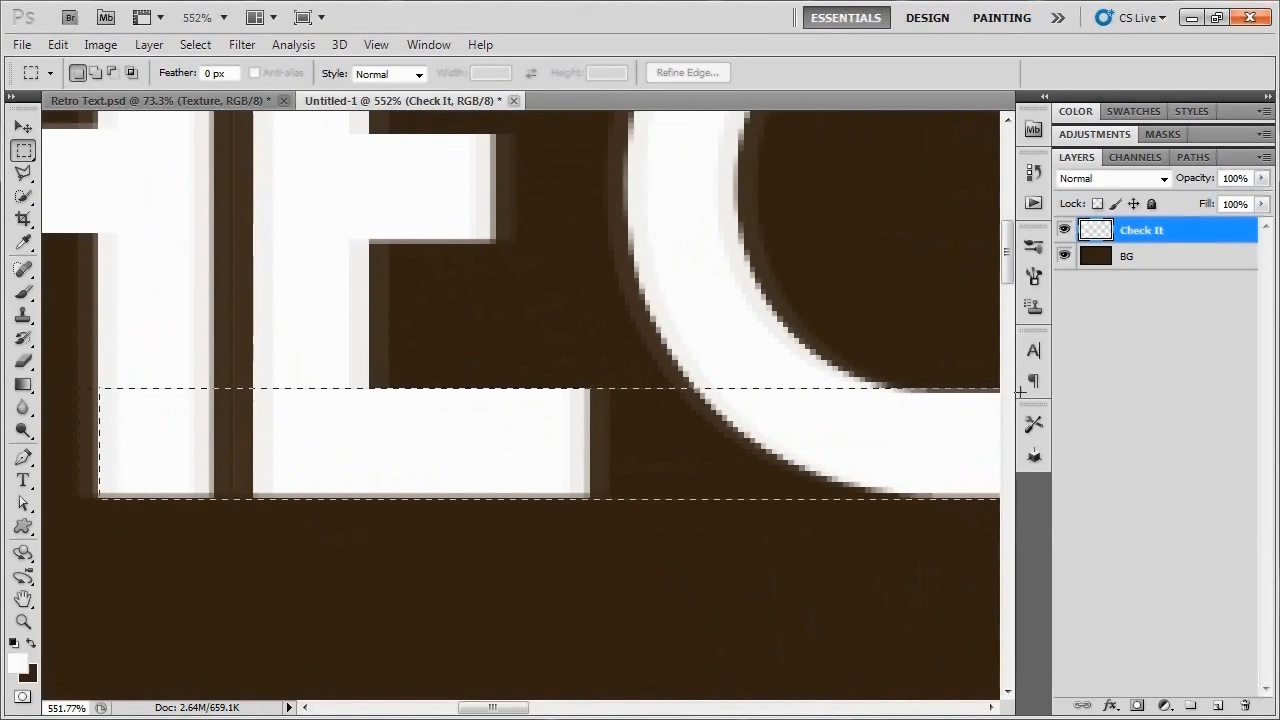 Ps Br Mb 552% ESSENTIALS DESIGN PAINTING CS Live
File Edit Image Layer Select Filter Analysis 3D View Window Help
Feather: 0 px Anti-alias Style: Normal Width: Height: Refine Edge...
Retro Text.psd @ 73.3% (Texture, RGB/8) * Untitled-1 @ 552% (Check It, RGB/8) *
COLOR SWATCHES STYLES
Mb
ADJUSTMENTS MASKS
LAYERS CHANNELS PATHS
Normal Opacity: 100%
Lock: Fill: 100%
Check It
BG
551.77% Doc: 2.64M/659.1K